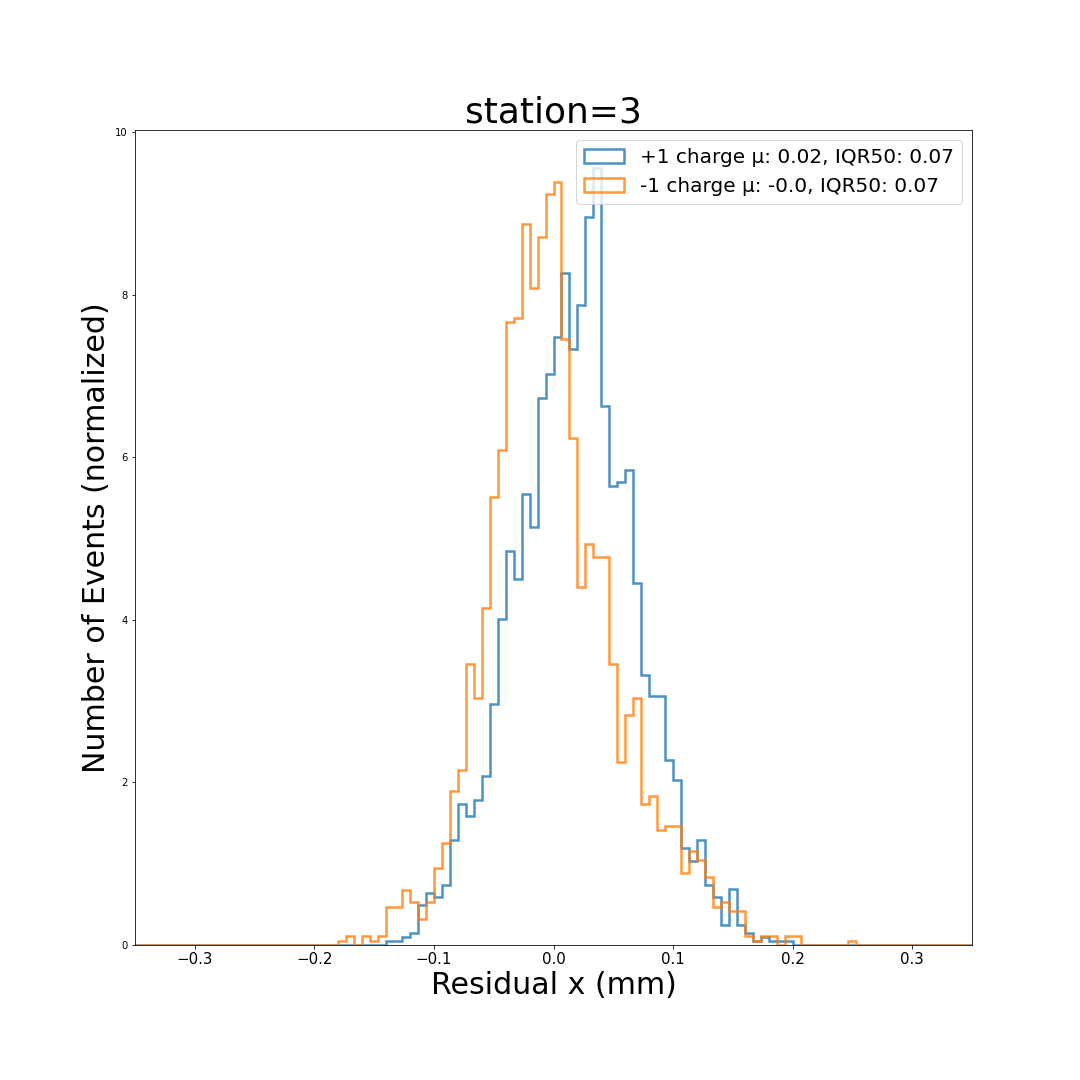 station=3
+1 charge μ: 0.02, IQR50: 0.07
-1 charge μ: -0.0, IQR50: 0.07
Number of Events (normalized)
10
8
6
4
2
0
−0.3 −0.2 −0.1 0.0 0.1 0.2 0.3
Residual x (mm)